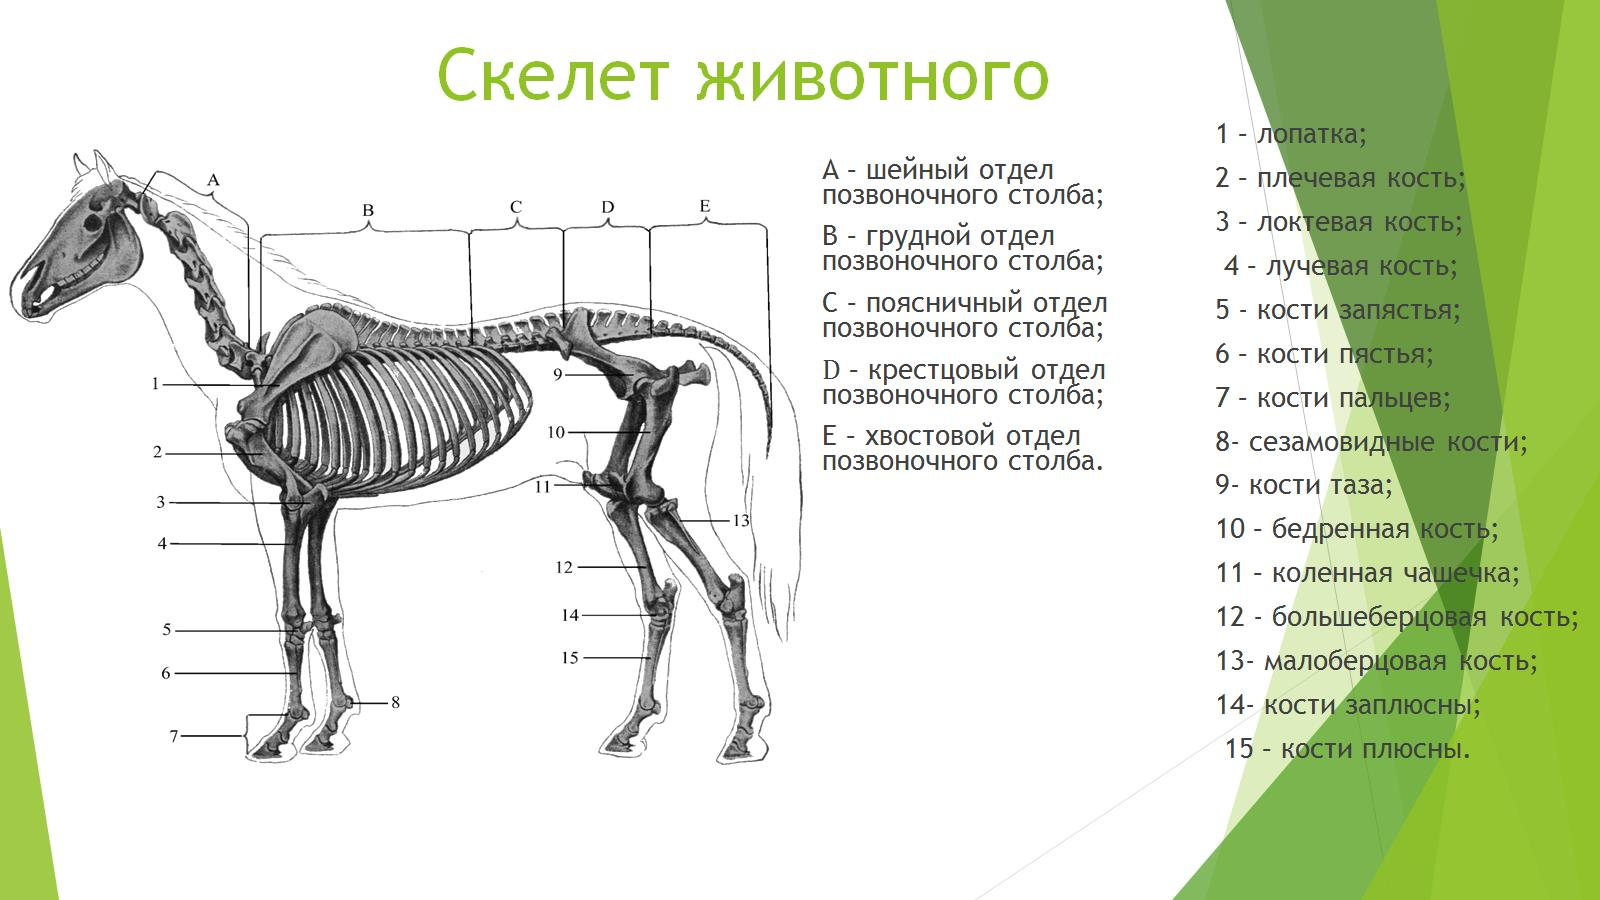 Скелет животного
A
B
C
D
E
1
2
3
4
5
6
7
8
9
10
11
12
13
14
15
А – шейный отдел
позвоночного столба;
В – грудной отдел
позвоночного столба;
С – поясничный отдел
позвоночного столба;
D – крестцовый отдел
позвоночного столба;
Е – хвостовой отдел
позвоночного столба.
1 – лопатка;
2 – плечевая кость;
3 – локтевая кость;
4 – лучевая кость;
5 - кости запястья;
6 – кости пястья;
7 – кости пальцев;
8- сезамовидные кости;
9- кости таза;
10 – бедренная кость;
11 – коленная чашечка;
12 - большеберцовая кость;
13- малоберцовая кость;
14- кости заплюсны;
15 – кости плюсны.